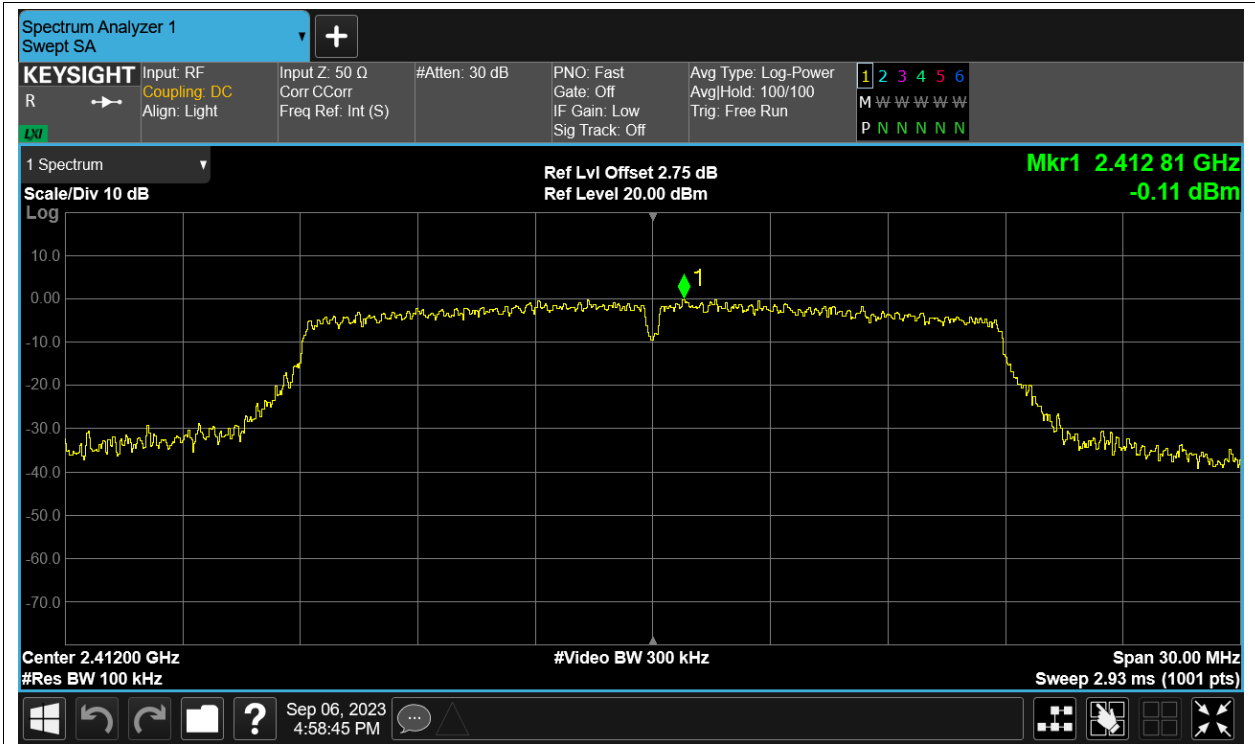 Spectrum Analyzer 1
Swept SA
KEYSIGHT
R
LXI
Input: RF
Coupling: DC
Align: Light
Input Z: 50 Ω
Corr CCorr
Freq Ref: Int (S)
#Atten: 30 dB
PNO: Fast
Gate: Off
IF Gain: Low
Sig Track: Off
Avg Type: Log-Power
Avg|Hold: 100/100
Trig: Free Run
1 2 3 4 5 6
M W W W W W W
P N N N N N
1 Spectrum
Scale/Div 10 dB
Log
Ref Lvl Offset 2.75 dB
Ref Level 20.00 dBm
Mkr1 2.412 81 GHz
-0.11 dBm
1
10.0
0.00
-10.0
-20.0
-30.0
-40.0
-50.0
-60.0
-70.0
Center 2.41200 GHz
#Res BW 100 kHz
#Video BW 300 kHz
Span 30.00 MHz
Sweep 2.93 ms (1001 pts)
?
Sep 06, 2023
4:58:45 PM